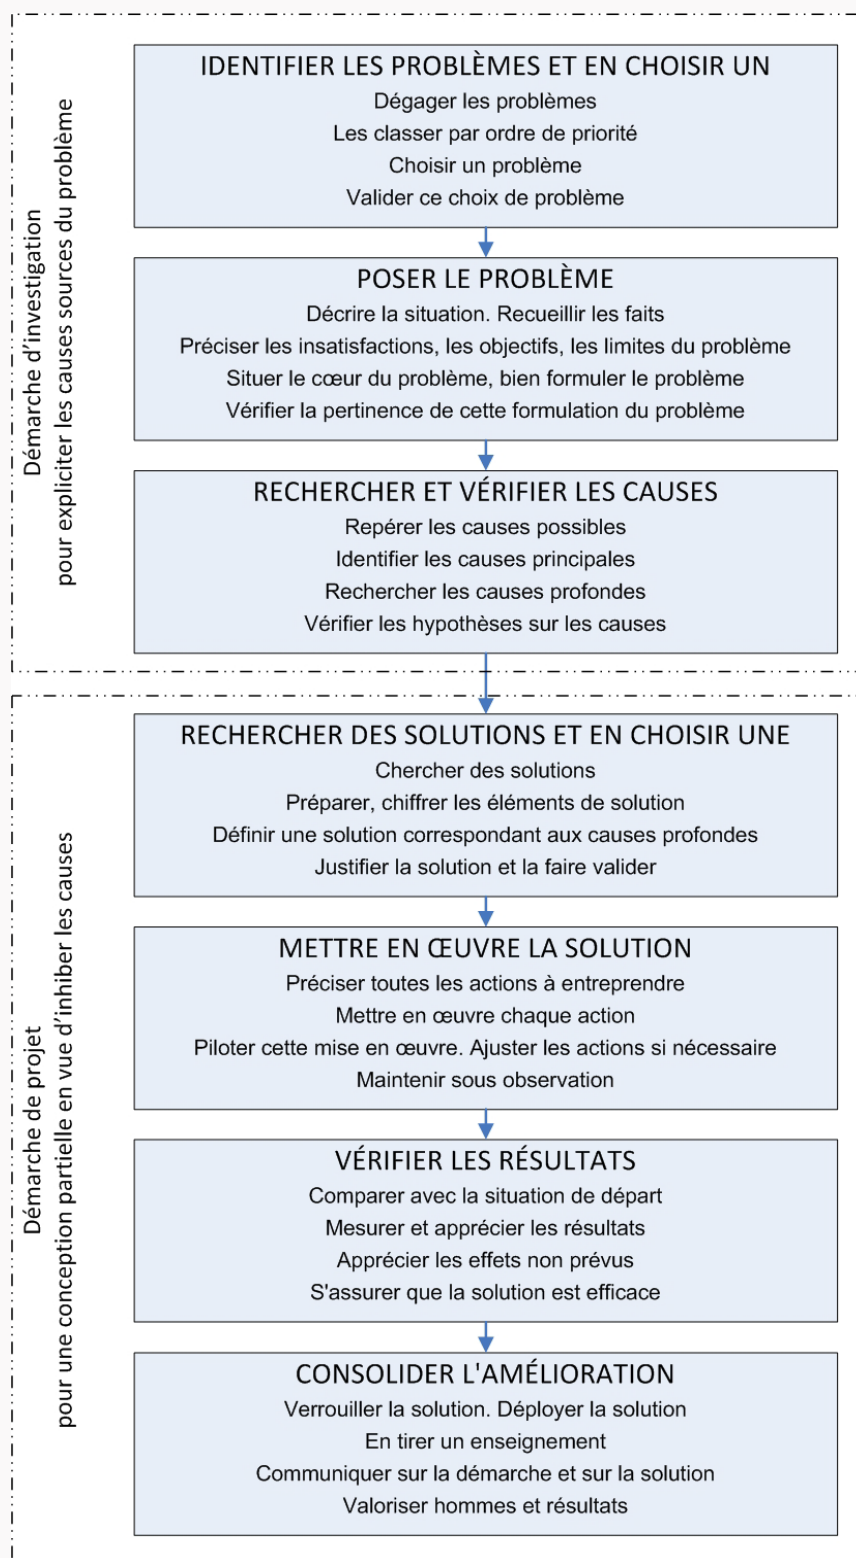 Démarche d'investigation
pour expliciter les causes sources du problème
IDENTIFIER LES PROBLÈMES ET EN CHOISIR UN
Dégager les problèmes
Les classer par ordre de priorité
Choisir un problème
Valider ce choix de problème
POSER LE PROBLÈME
Décrire la situation. Recueillir les faits
Préciser les insatisfactions, les objectifs, les limites du problème
Situer le cœur du problème, bien formuler le problème
Vérifier la pertinence de cette formulation du problème
RECHERCHER ET VÉRIFIER LES CAUSES
Repérer les causes possibles
Identifier les causes principales
Rechercher les causes profondes
Vérifier les hypothèses sur les causes
Démarche de projet
pour une conception partielle en vue d'inhiber les causes
RECHERCHER DES SOLUTIONS ET EN CHOISIR UNE
Chercher des solutions
Préparer, chiffrer les éléments de solution
Définir une solution correspondant aux causes profondes
Justifier la solution et la faire valider
METTRE EN ŒUVRE LA SOLUTION
Préciser toutes les actions à entreprendre
Mettre en œuvre chaque action
Piloter cette mise en œuvre. Ajuster les actions si nécessaire
Maintenir sous observation
VÉRIFIER LES RÉSULTATS
Comparer avec la situation de départ
Mesurer et apprécier les résultats
Apprécier les effets non prévus
S'assurer que la solution est efficace
CONSOLIDER L'AMÉLIORATION
Verrouiller la solution. Déployer la solution
En tirer un enseignement
Communiquer sur la démarche et sur la solution
Valoriser hommes et résultats